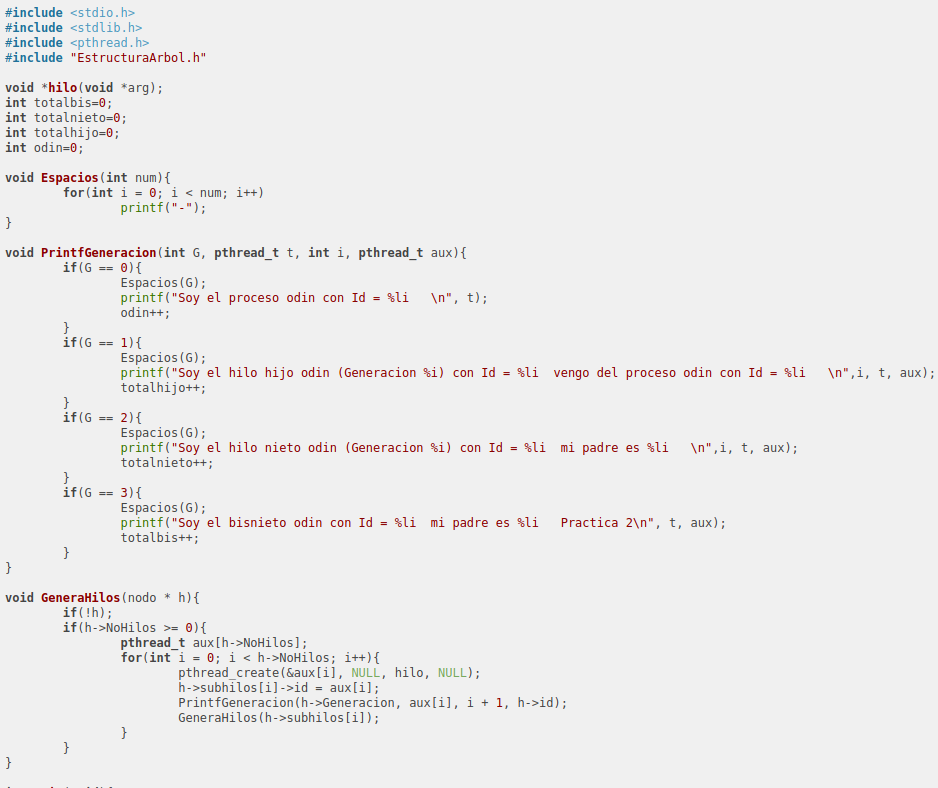 #include <stdio.h>
#include <stdlib.h>
#include <pthread.h>
#include "EstructuraArbol.h"

void *hilo(void *arg);
int totalbis=0;
int totalnieto=0;
int totalhijo=0;
int odin=0;

void Espacios(int num){
        for(int i = 0; i < num; i++)
                printf("-");
}

void PrintfGeneracion(int G, pthread_t t, int i, pthread_t aux){
        if(G == 0){
                Espacios(G);
                printf("Soy el proceso odin con Id = %li   \n", t);
                odin++;
        }
        if(G == 1){
                Espacios(G);
                printf("Soy el hilo hijo odin (Generacion %i) con Id = %li  vengo del proceso odin con Id = %li   \n",i, t, aux);
                totalhijo++;
        }
        if(G == 2){
                Espacios(G);
                printf("Soy el hilo nieto odin (Generacion %i) con Id = %li  mi padre es %li   \n",i, t, aux);
                totalnieto++;
        }
        if(G == 3){
                Espacios(G);
                printf("Soy el bisnieto odin con Id = %li  mi padre es %li   Practica 2\n", t, aux);
                totalbis++;
        }
}

void GeneraHilos(nodo * h){
        if(!h);
        if(h->NoHilos >= 0){
                pthread_t aux[h->NoHilos];
                for(int i = 0; i < h->NoHilos; i++){
                        pthread_create(&aux[i], NULL, hilo, NULL);
                        h->subhilos[i]->id = aux[i];
                        PrintfGeneracion(h->Generacion, aux[i], i + 1, h->id);
                        GeneraHilos(h->subhilos[i]);
                }
        }
}